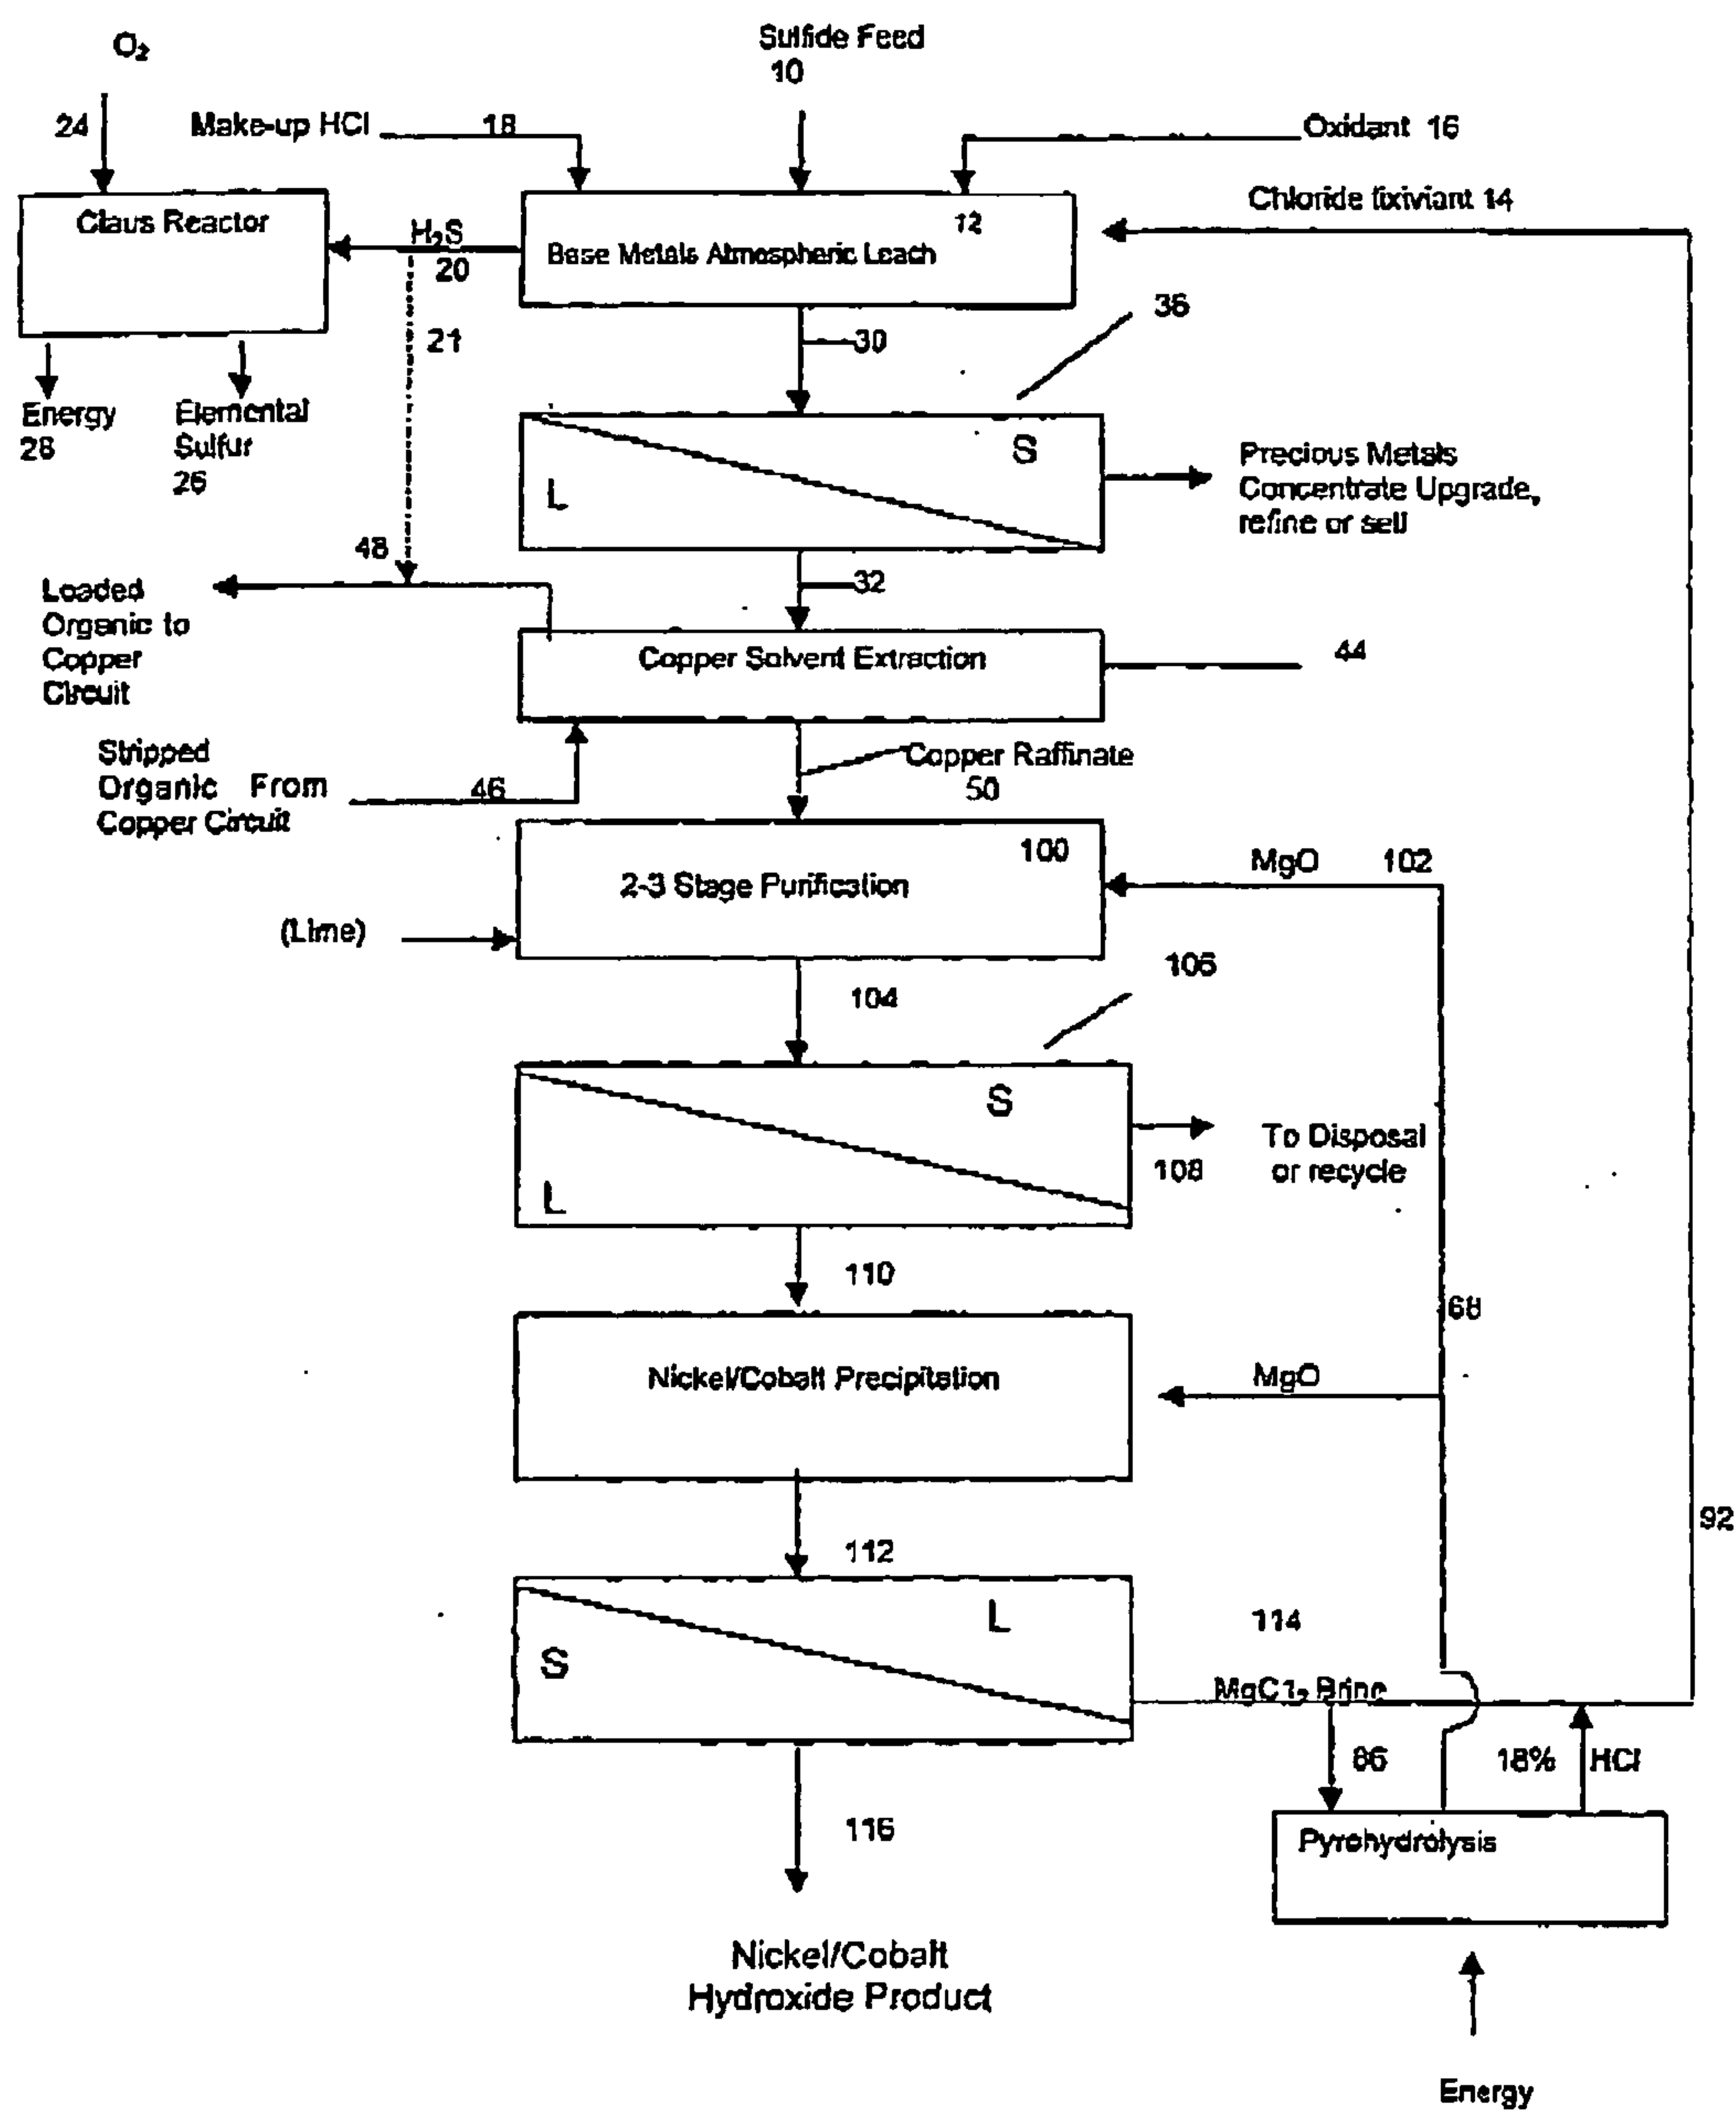 O₂
Sulfide Feed
10
24
Make-up HCl
18
Oxidant 16
Claus Reactor
H₂S
20
12
Base Metals Atmospheric Leach
Chloride lixiviant 14
21
30
36
Energy
28
Elemental
Sulfur
26
S
L
Precious Metals
Concentrate Upgrade,
refine or sell
48
32
Loaded
Organic to
Copper
Circuit
Copper Solvent Extraction
44
Stripped
Organic From
Copper Circuit
46
Copper Raffinate
50
100
2-3 Stage Purification
MgO 102
(Lime)
104
106
S
L
108
To Disposal
or recycle
110
68
Nickel/Cobalt Precipitation
MgO
92
112
L
S
114
MgCl₂ Brine
86
18% HCl
116
Pyrohydrolysis
Nickel/Cobalt
Hydroxide Product
Energy